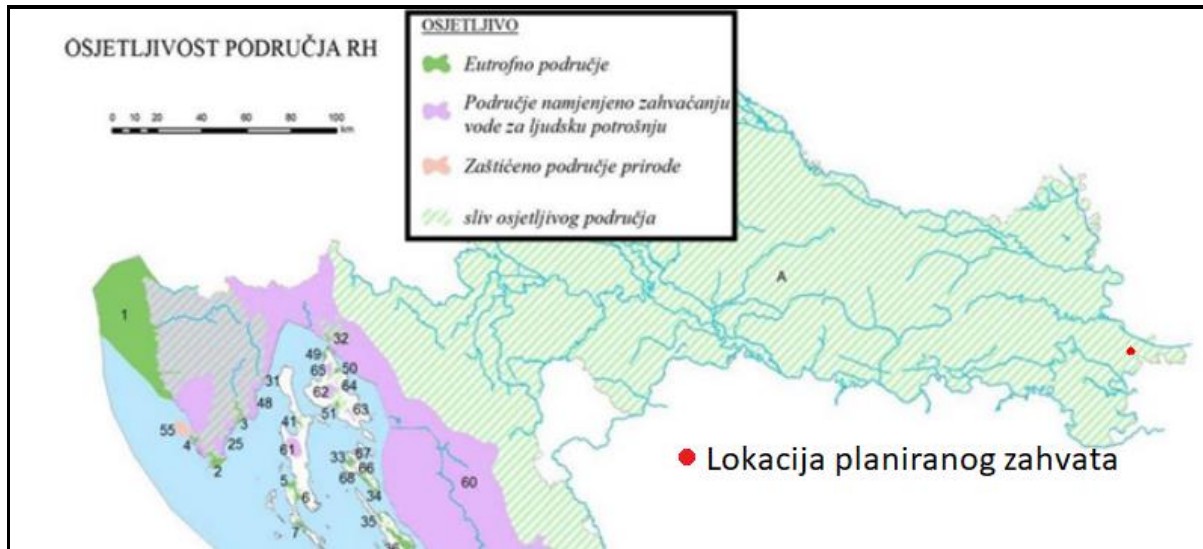 OSJETLJIVOST PODRUČJA RH
0 20 40 60 80 100
km
OSJETLJIVO
Eutrofno područje
Područje namjenjeno zahvaćanju
vode za ljudsku potrošnju
Zaštićeno područje prirode
sliv osjetljivog područja
A
1
32
49
65
50
31
62
64
48
51
63
3
41
55
4
25
61
33
67
2
66
68
60
5
6
34
35
7
36
Lokacija planiranog zahvata